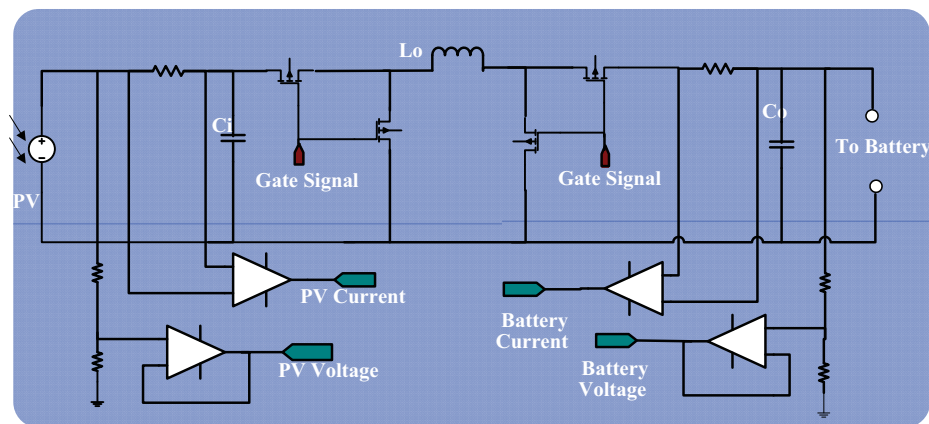 Lo
Ci
Co
To Battery
Gate Signal
Gate Signal
PV
PV Current
Battery
Current
PV Voltage
Battery
Voltage